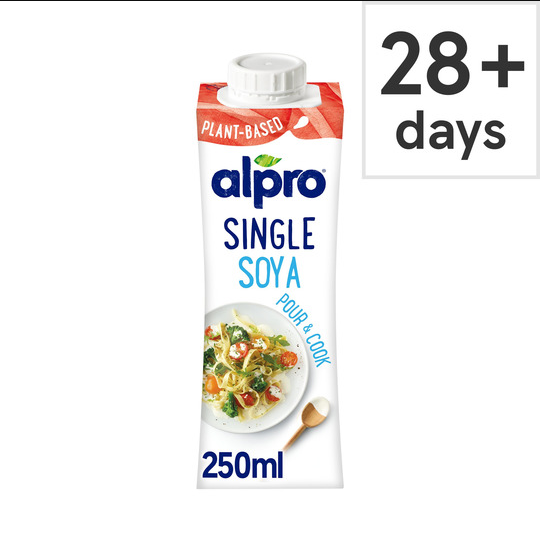 28+
days
PLANT-BASED
alpro®
SINGLE
SOYA
POUR & COOK
250ml